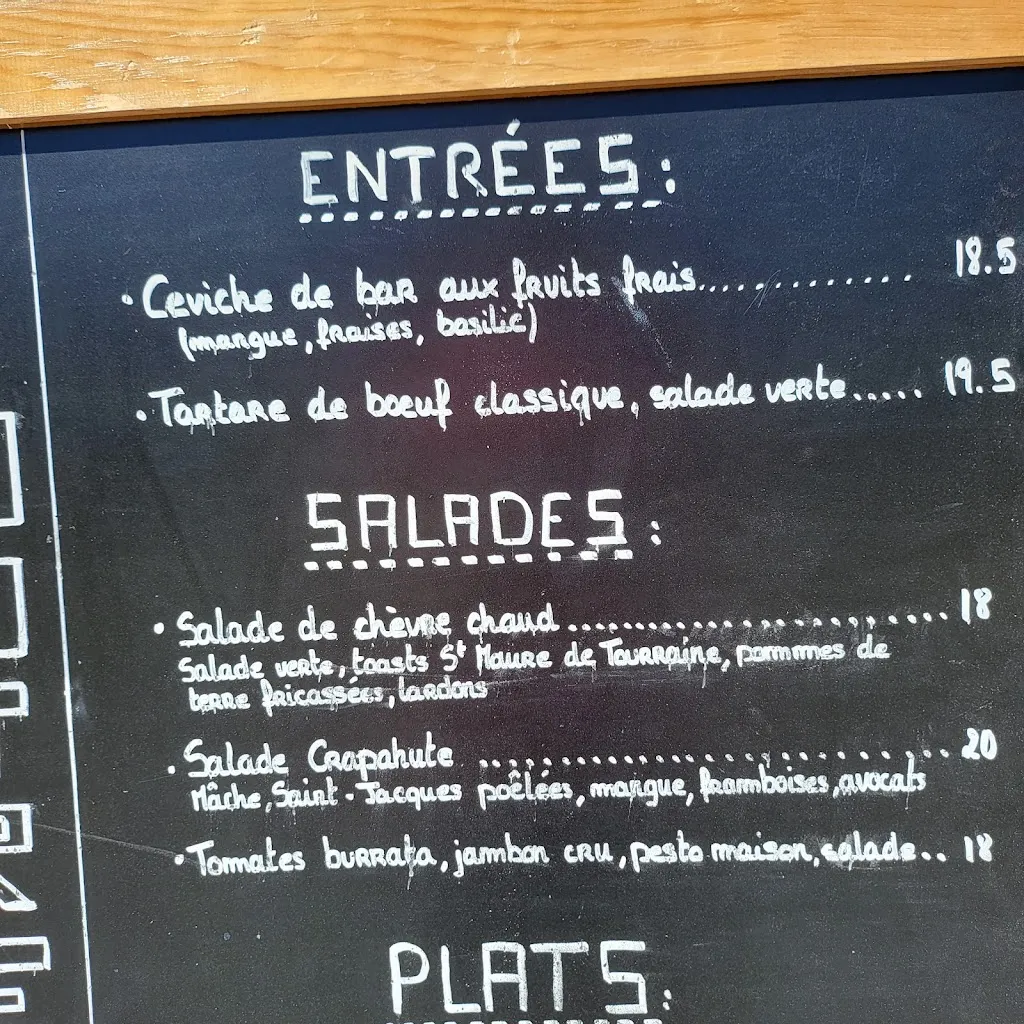 ENTRÉES :
• Ceviche de bar aux fruits frais.............. 18.5
(mangue, fraises, basilic)
• Tartare de boeuf classique, salade verte..... 19.5
SALADES :
• Salade de chèvre chaud........................18
Salade verte, toasts St Maure de Tourraine, pommes de
terre fricassées, lardons
• Salade Crapahute .............................20
Mâche, Saint-Jacques poêlées, mangue, framboises, avocats
• Tommates burrata, jambon cru, pesto maison, salade.. 18
PLATS :